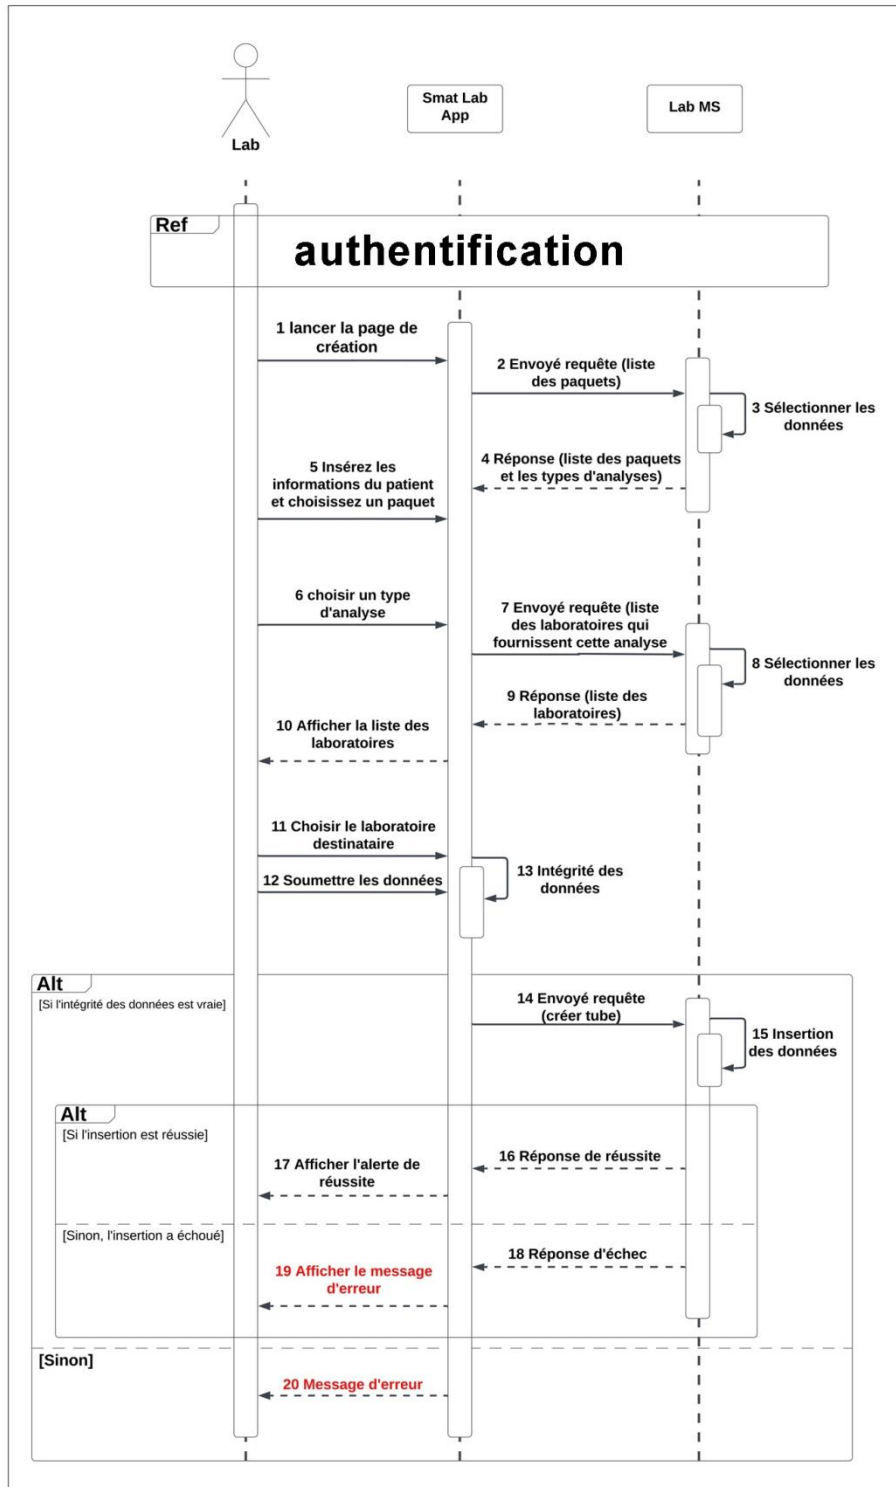 Lab
Smat Lab
App
Lab MS
Ref
authentification
1 lancer la page de
création
2 Envoyé requête (liste
des paquets)
3 Sélectionner les
données
4 Réponse (liste des paquets
et les types d'analyses)
5 Insérez les
informations du patient
et choisissez un paquet
6 choisir un type
d'analyse
7 Envoyé requête (liste
des laboratoires qui
fournissent cette analyse
8 Sélectionner les
données
9 Réponse (liste des
laboratoires)
10 Afficher la liste des
laboratoires
11 Choisir le laboratoire
destinataire
12 Soumettre les données
13 Intégrité des
données
Alt
[Si l'intégrité des données est vraie]
14 Envoyé requête
(créer tube)
15 Insertion
des données
Alt
[Si l'insertion est réussie]
16 Réponse de réussite
17 Afficher l'alerte de
réussite
[Sinon, l'insertion a échoué]
18 Réponse d'échec
19 Afficher le message
d'erreur
[Sinon]
20 Message d'erreur